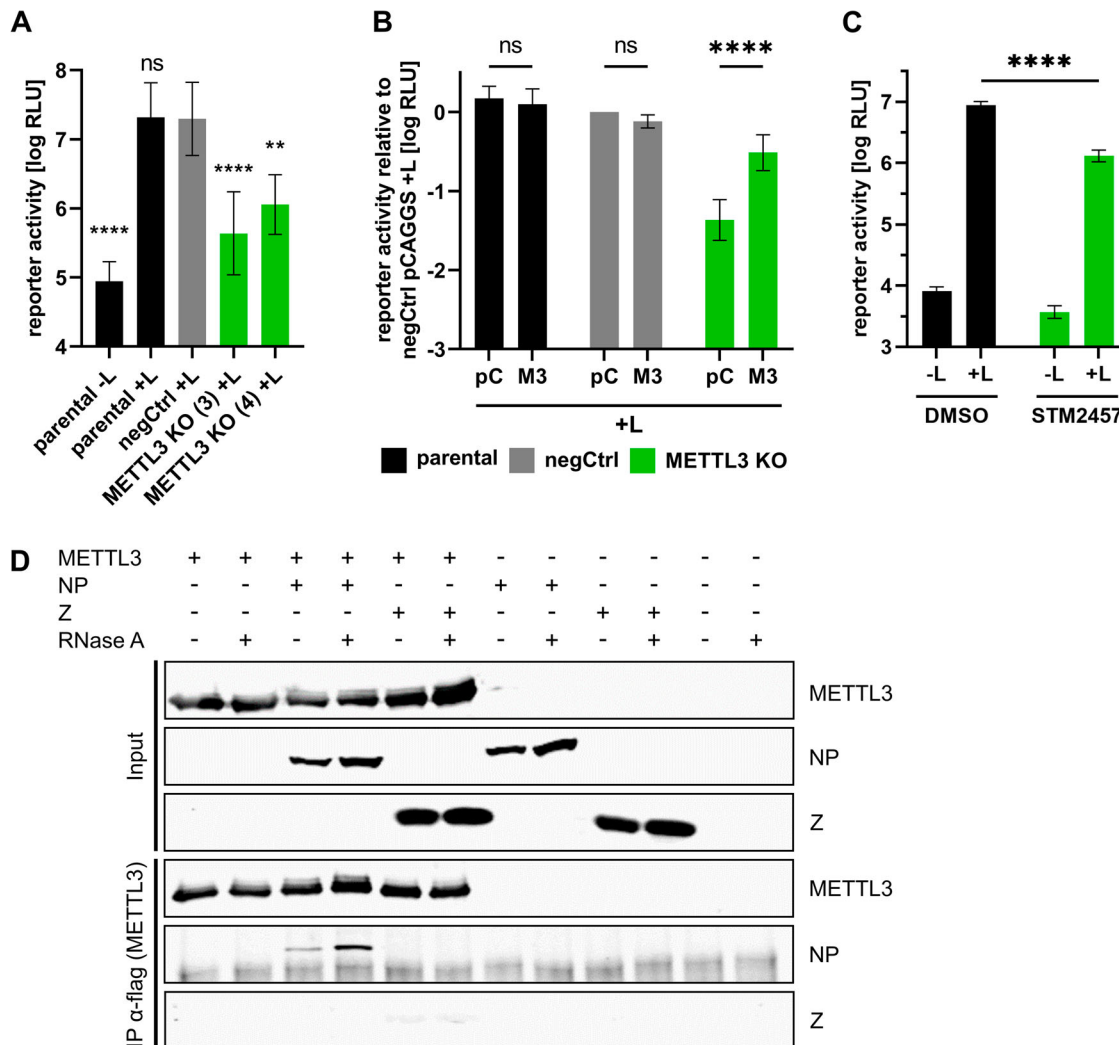 A
reporter activity [log RLU]
8
7
6
5
4
ns
****
****
**
parental -L
parental +L
negCtrl +L
METTL3 KO (3) +L
METTL3 KO (4) +L
B
reporter activity relative to
negCtrl pCAGGS +L [log RLU]
0
-1
-2
-3
ns
ns
****
pC M3 pC M3 pC M3
+L
C
reporter activity [log RLU]
7
6
5
4
3
****
-L +L -L +L
DMSO STM2457
parental negCtrl METTL3 KO
D
METTL3 + + + + + + - - - - - -
NP - - + + - - + + - - - -
Z - - - - + + - - + + - -
RNase A - + - + - + - + - + - +
Input
METTL3
NP
Z
IP α-flag (METTL3)
METTL3
NP
Z